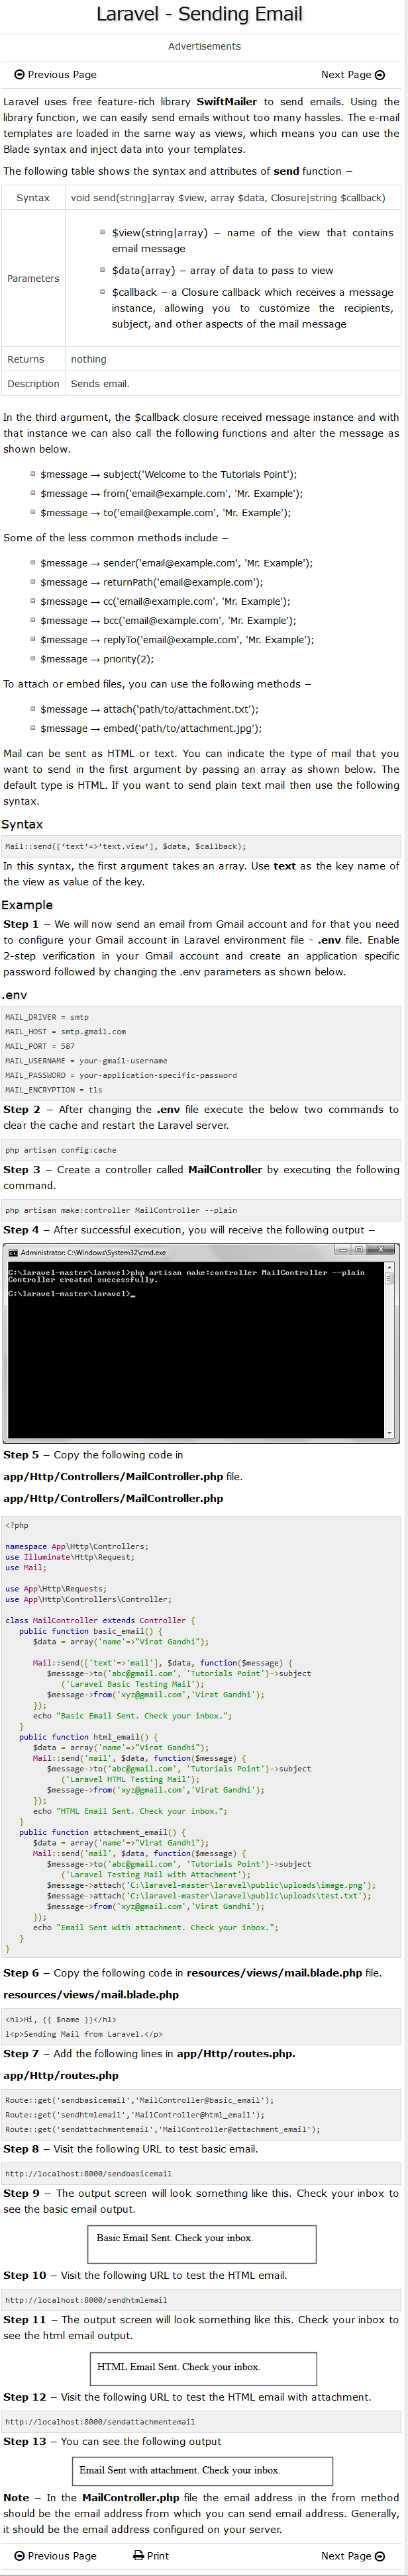 Laravel - Sending Email
Advertisements
Previous Page
Next Page
Laravel uses free feature-rich library SwiftMailer to send emails. Using the
library function, we can easily send emails without too many hassles. The e-mail
templates are loaded in the same way as views, which means you can use the
Blade syntax and inject data into your templates.
The following table shows the syntax and attributes of send function −
Syntax
void send(string|array $view, array $data, Closure|string $callback)
Parameters
$view(string|array) − name of the view that contains
email message
$data(array) − array of data to pass to view
$callback − a Closure callback which receives a message
instance, allowing you to customize the recipients,
subject, and other aspects of the mail message
Returns
nothing
Description
Sends email.
In the third argument, the $callback closure received message instance and with
that instance we can also call the following functions and alter the message as
shown below.
$message → subject('Welcome to the Tutorials Point');
$message → from('email@example.com', 'Mr. Example');
$message → to('email@example.com', 'Mr. Example');
Some of the less common methods include −
$message → sender('email@example.com', 'Mr. Example');
$message → returnPath('email@example.com');
$message → cc('email@example.com', 'Mr. Example');
$message → bcc('email@example.com', 'Mr. Example');
$message → replyTo('email@example.com', 'Mr. Example');
$message → priority(2);
To attach or embed files, you can use the following methods −
$message → attach('path/to/attachment.txt');
$message → embed('path/to/attachment.jpg');
Mail can be sent as HTML or text. You can indicate the type of mail that you
want to send in the first argument by passing an array as shown below. The
default type is HTML. If you want to send plain text mail then use the following
syntax.
Syntax
Mail::send([‘text’=>’text.view’], $data, $callback);
In this syntax, the first argument takes an array. Use text as the key name of
the view as value of the key.
Example
Step 1 − We will now send an email from Gmail account and for that you need
to configure your Gmail account in Laravel environment file - .env file. Enable
2-step verification in your Gmail account and create an application specific
password followed by changing the .env parameters as shown below.
.env
MAIL_DRIVER = smtp
MAIL_HOST = smtp.gmail.com
MAIL_PORT = 587
MAIL_USERNAME = your-gmail-username
MAIL_PASSWORD = your-application-specific-password
MAIL_ENCRYPTION = tls
Step 2 − After changing the .env file execute the below two commands to
clear the cache and restart the Laravel server.
php artisan config:cache
Step 3 − Create a controller called MailController by executing the following
command.
php artisan make:controller MailController --plain
Step 4 − After successful execution, you will receive the following output −
Administrator: C:\Windows\System32\cmd.exe
C:\laravel-master\laravel>php artisan make:controller MailController --plain
Controller created successfully.
C:\laravel-master\laravel>_
Step 5 − Copy the following code in
app/Http/Controllers/MailController.php file.
app/Http/Controllers/MailController.php
<?php
namespace App\Http\Controllers;
use Illuminate\Http\Request;
use Mail;
use App\Http\Requests;
use App\Http\Controllers\Controller;
class MailController extends Controller {
public function basic_email() {
$data = array('name'=>"Virat Gandhi");
Mail::send(['text'=>'mail'], $data, function($message) {
$message->to('abc@gmail.com', 'Tutorials Point')->subject
('Laravel Basic Testing Mail');
$message->from('xyz@gmail.com','Virat Gandhi');
});
echo "Basic Email Sent. Check your inbox.";
}
public function html_email() {
$data = array('name'=>"Virat Gandhi");
Mail::send('mail', $data, function($message) {
$message->to('abc@gmail.com', 'Tutorials Point')->subject
('Laravel HTML Testing Mail');
$message->from('xyz@gmail.com','Virat Gandhi');
});
echo "HTML Email Sent. Check your inbox.";
}
public function attachment_email() {
$data = array('name'=>"Virat Gandhi");
Mail::send('mail', $data, function($message) {
$message->to('abc@gmail.com', 'Tutorials Point')->subject
('Laravel Testing Mail with Attachment');
$message->attach('C:\laravel-master\laravel\public\uploads\image.png');
$message->attach('C:\laravel-master\laravel\public\uploads\test.txt');
$message->from('xyz@gmail.com','Virat Gandhi');
});
echo "Email Sent with attachment. Check your inbox.";
}
}
Step 6 − Copy the following code in resources/views/mail.blade.php file.
resources/views/mail.blade.php
<h1>Hi, {{ $name }}</h1>
l<p>Sending Mail from Laravel.</p>
Step 7 − Add the following lines in app/Http/routes.php.
app/Http/routes.php
Route::get('sendbasicemail','MailController@basic_email');
Route::get('sendhtmlemail','MailController@html_email');
Route::get('sendattachmentemail','MailController@attachment_email');
Step 8 − Visit the following URL to test basic email.
http://localhost:8000/sendbasicemail
Step 9 − The output screen will look something like this. Check your inbox to
see the basic email output.
Basic Email Sent. Check your inbox.
Step 10 − Visit the following URL to test the HTML email.
http://localhost:8000/sendhtmlemail
Step 11 − The output screen will look something like this. Check your inbox to
see the html email output.
HTML Email Sent. Check your inbox.
Step 12 − Visit the following URL to test the HTML email with attachment.
http://localhost:8000/sendattachmentemail
Step 13 − You can see the following output
Email Sent with attachment. Check your inbox.
Note − In the MailController.php file the email address in the from method
should be the email address from which you can send email address. Generally,
it should be the email address configured on your server.
Previous Page
Print
Next Page